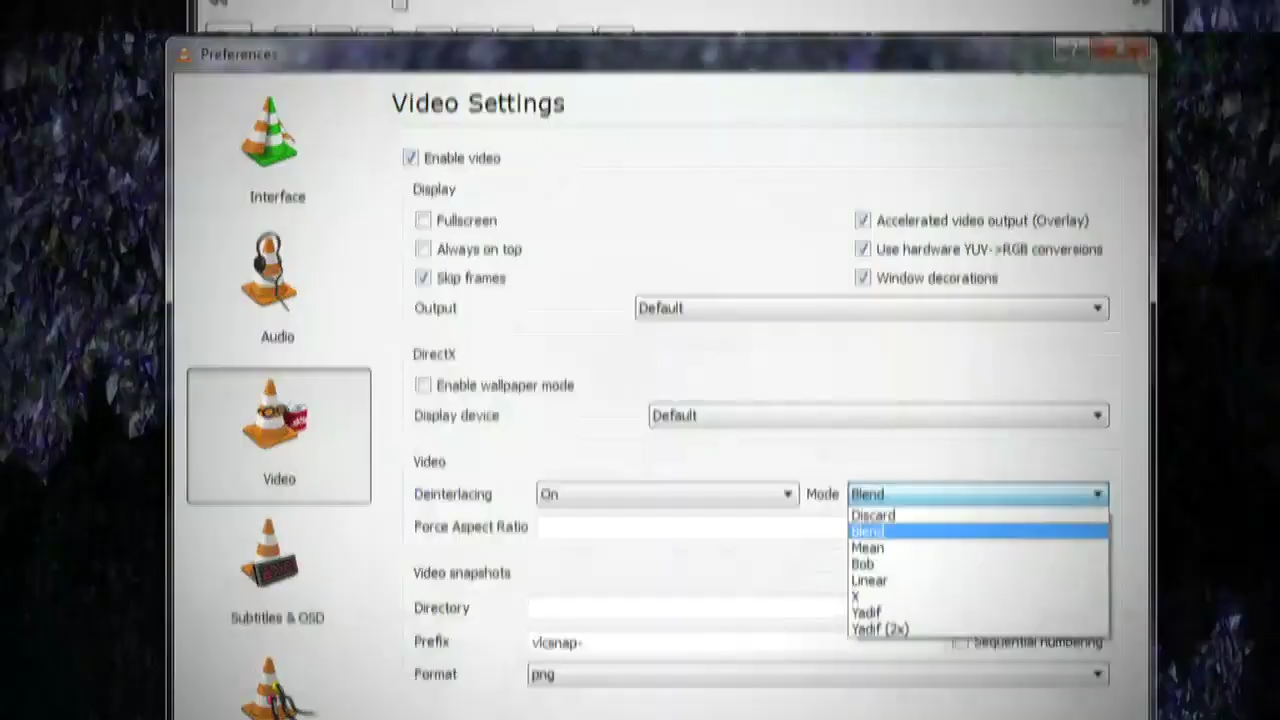 Preferences
Video Settings
Interface
Audio
Video
Subtitles & OSD
Enable video
Display
Fullscreen
Accelerated video output (Overlay)
Always on top
Use hardware YUV->RGB conversions
Skip frames
Window decorations
Output
Default
DirectX
Enable wallpaper mode
Display device
Default
Video
Deinterlacing
On
Mode
Blend
Discard
Blend
Mean
Bob
Linear
X
Yadif
Yadif (2x)
Force Aspect Ratio
Video snapshots
Directory
Prefix
vlcsnap-
Sequential numbering
Format
png